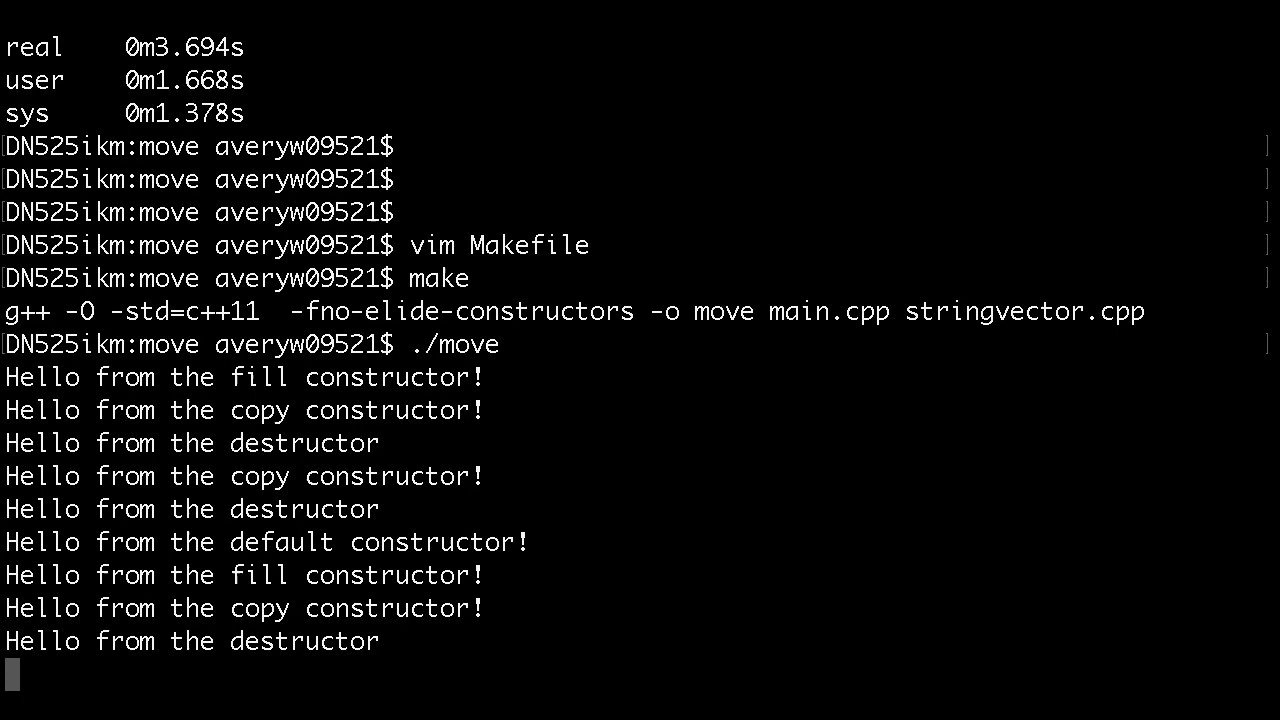 real    0m3.694s
user    0m1.668s
sys     0m1.378s
[DN525ikm:move averyw09521$ ]
[DN525ikm:move averyw09521$ ]
[DN525ikm:move averyw09521$ ]
[DN525ikm:move averyw09521$ vim Makefile ]
[DN525ikm:move averyw09521$ make ]
g++ -O -std=c++11  -fno-elide-constructors -o move main.cpp stringvector.cpp
[DN525ikm:move averyw09521$ ./move ]
Hello from the fill constructor!
Hello from the copy constructor!
Hello from the destructor
Hello from the copy constructor!
Hello from the destructor
Hello from the default constructor!
Hello from the fill constructor!
Hello from the copy constructor!
Hello from the destructor